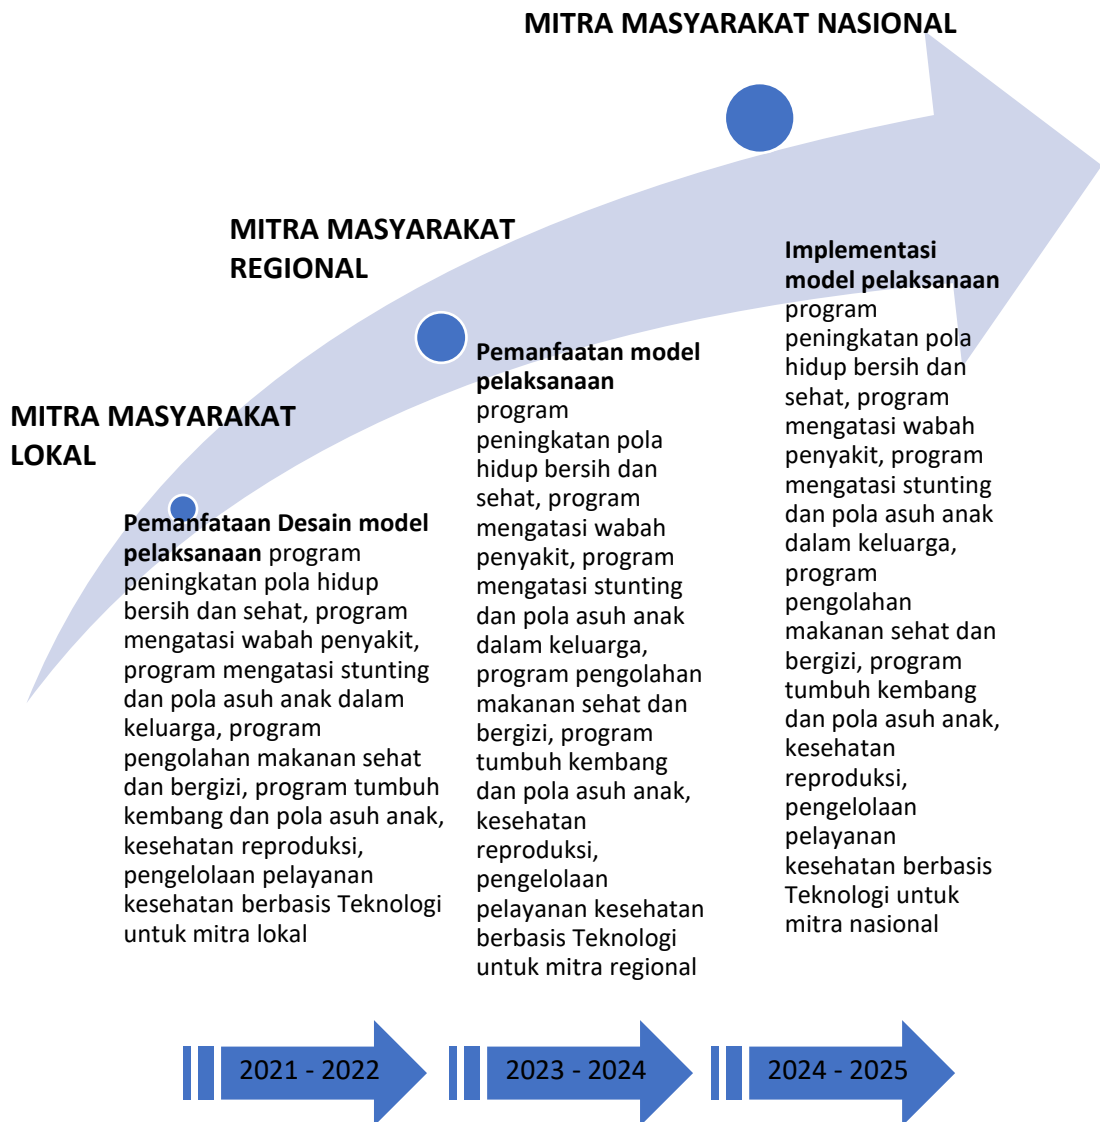 MITRA MASYARAKAT NASIONAL
MITRA MASYARAKAT
REGIONAL
MITRA MASYARAKAT
LOKAL
Pemanfataan Desain model
pelaksanaan program
peningkatan pola hidup
bersih dan sehat, program
mengatasi wabah penyakit,
program mengatasi stunting
dan pola asuh anak dalam
keluarga, program
pengolahan makanan sehat
dan bergizi, program tumbuh
kembang dan pola asuh anak,
kesehatan reproduksi,
pengelolaan pelayanan
kesehatan berbasis Teknologi
untuk mitra lokal
Pemanfaatan model
pelaksanaan
program
peningkatan pola
hidup bersih dan
sehat, program
mengatasi wabah
penyakit, program
mengatasi stunting
dan pola asuh anak
dalam keluarga,
program pengolahan
makanan sehat dan
bergizi, program
tumbuh kembang
dan pola asuh anak,
kesehatan
reproduksi,
pengelolaan
pelayanan kesehatan
berbasis Teknologi
untuk mitra regional
Implementasi
model pelaksanaan
program
peningkatan pola
hidup bersih dan
sehat, program
mengatasi wabah
penyakit, program
mengatasi stunting
dan pola asuh anak
dalam keluarga,
program
pengolahan
makanan sehat dan
bergizi, program
tumbuh kembang
dan pola asuh anak,
kesehatan
reproduksi,
pengelolaan
pelayanan
kesehatan berbasis
Teknologi untuk
mitra nasional
2021 - 2022
2023 - 2024
2024 - 2025